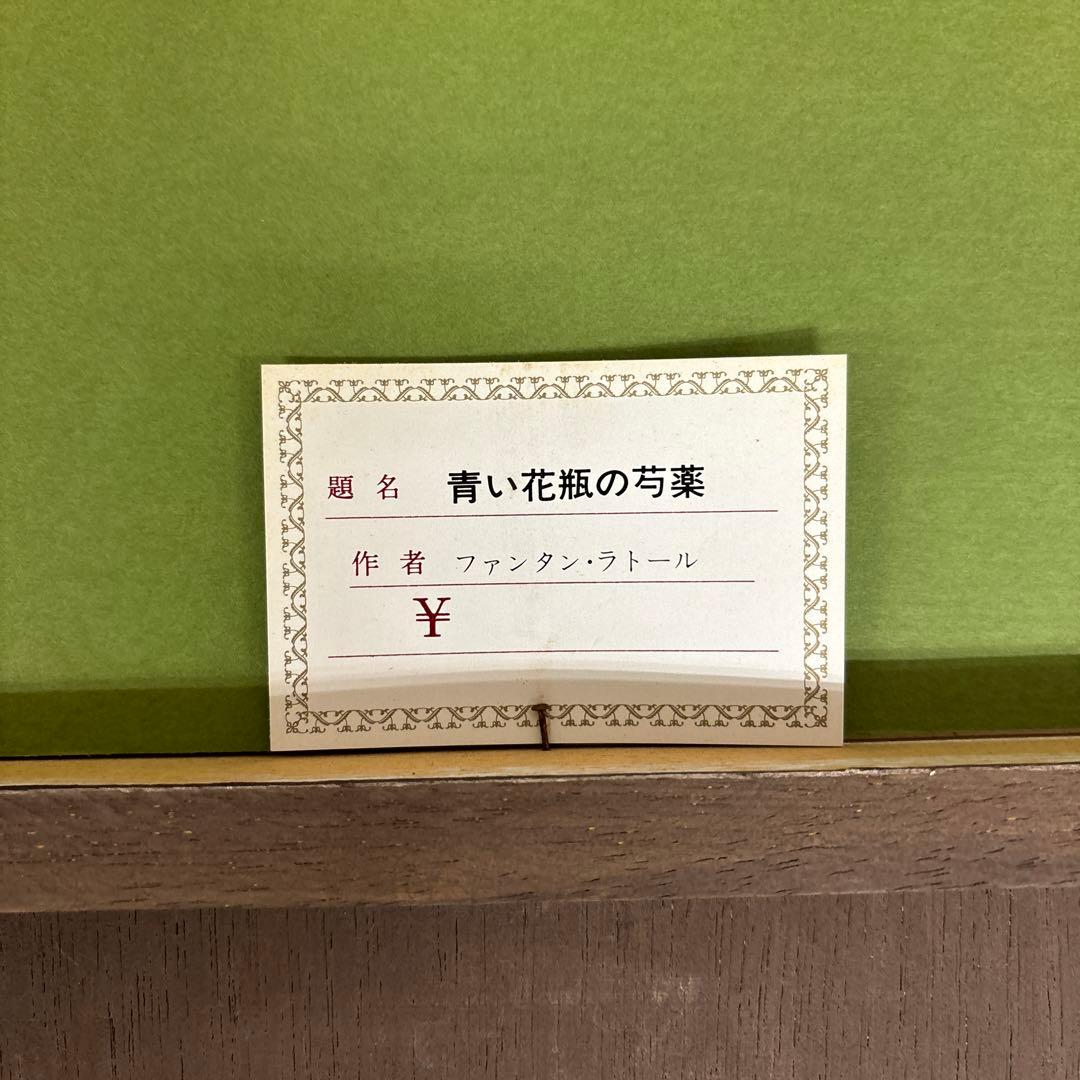 題名 青い花瓶の芍薬
作者 ファンタン・ラトール
¥